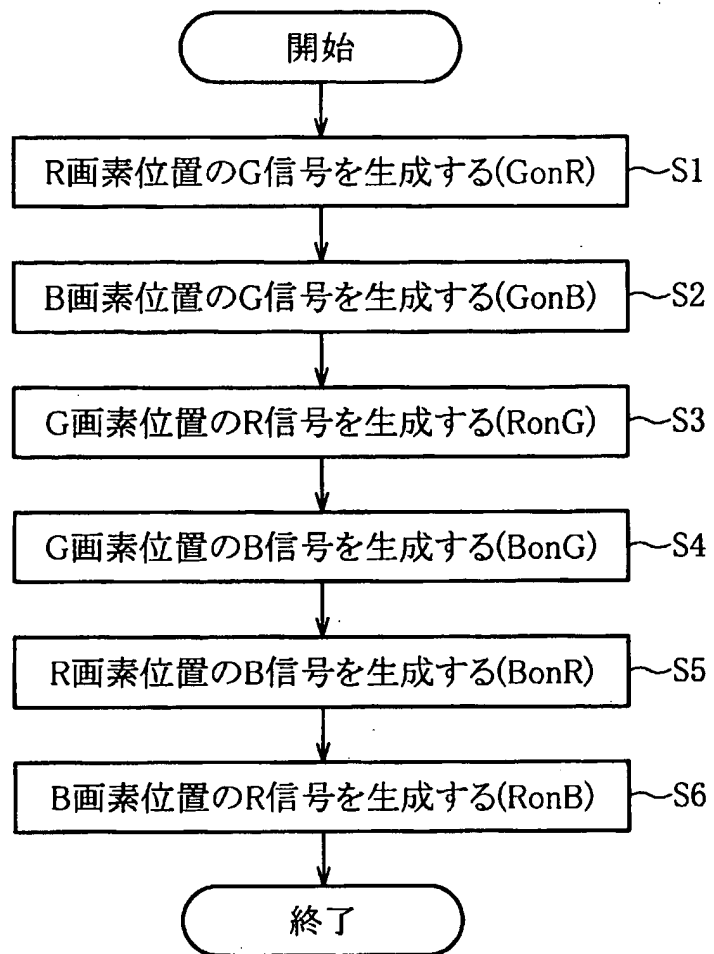 開始
R画素位置のG信号を生成する(GonR) ~S1
B画素位置のG信号を生成する(GonB) ~S2
G画素位置のR信号を生成する(RonG) ~S3
G画素位置のB信号を生成する(BonG) ~S4
R画素位置のB信号を生成する(BonR) ~S5
B画素位置のR信号を生成する(RonB) ~S6
終了